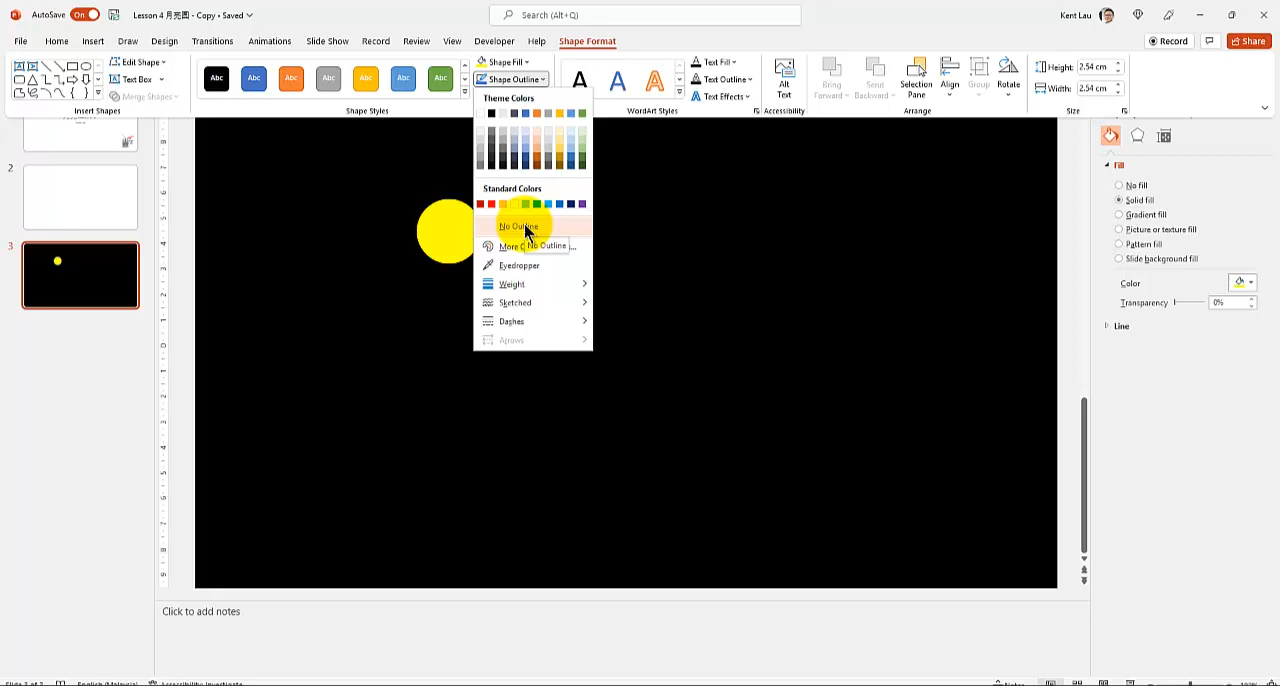 AutoSave On Lesson 4 月亮圆 - Copy • Saved Search (Alt+Q) Kent Lau
File Home Insert Draw Design Transitions Animations Slide Show Record Review View Developer Help Shape Format Record Share
Edit Shape
Text Box
Merge Shapes
Insert Shapes
Abc Abc Abc Abc Abc Abc Abc
Shape Styles
Shape Fill
Shape Outline
A A A
Text Fill
Text Outline
Text Effects
WordArt Styles
Alt Text
Accessibility
Bring Forward
Send Backward
Selection Pane
Align
Group
Rotate
Arrange
Height: 2.54 cm
Width: 2.54 cm
Size
Theme Colors
Standard Colors
No Outline
No Outline
Eyedropper
Weight
Sketched
Dashes
Arrows
2
3
Fill
No fill
Solid fill
Gradient fill
Picture or texture fill
Pattern fill
Slide background fill
Color
Transparency 0%
Line
Click to add notes